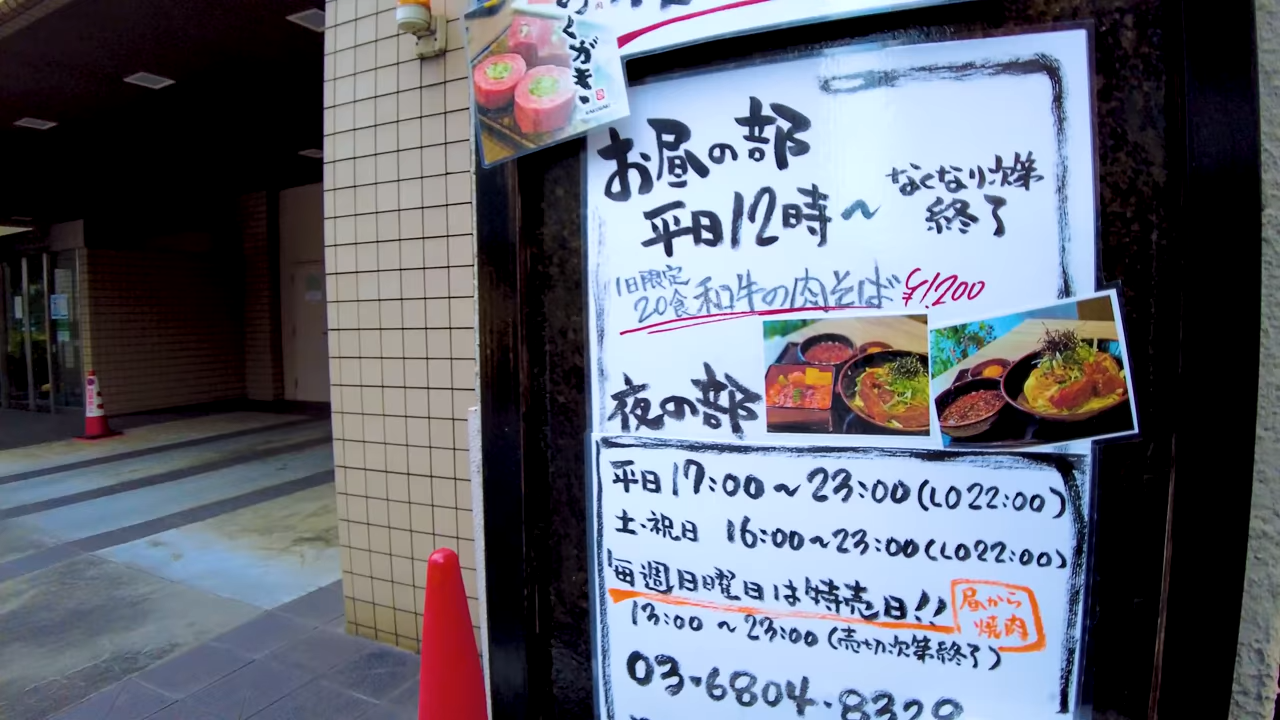 お昼の部
平日12時~
なくなり次第
終了
1日限定
20食
和牛の肉そば ¥1200
夜の部
平日 17:00~23:00(LO22:00)
土・祝日 16:00~23:00(LO22:00)
毎週日曜日は特売日!!
昼から
焼肉
13:00~23:00(売切次第終了)
03-6804-8329